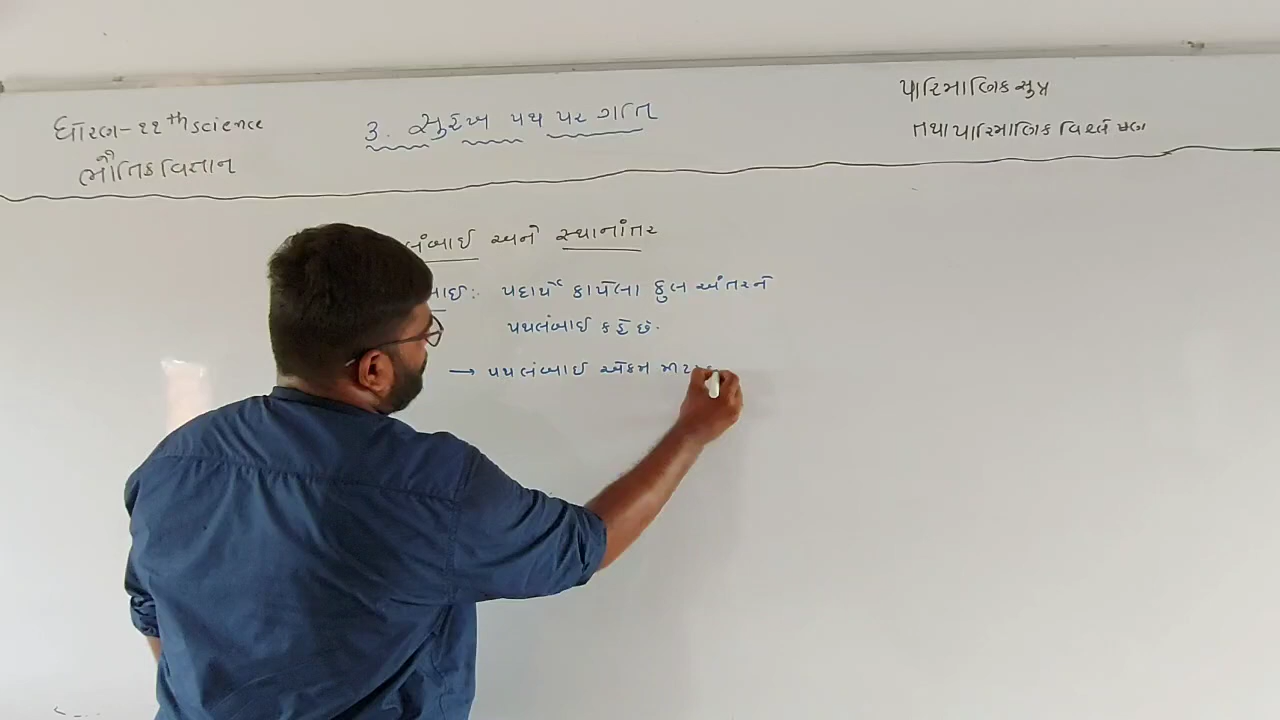 ધોરણ-૧૧ th science
ભૌતિકવિજ્ઞાન
3. સુરેખ પથ પર ગતિ
પારિમાણિક સુત્ર
તથા પારિમાણિક વિશ્લેષણ
લંબાઈ અને સ્થાનાંતર
પદાર્થે કાપેલા કુલ અંતરને
પથલંબાઈ કહે છે.
→ પથલંબાઈ એકમ મીટર